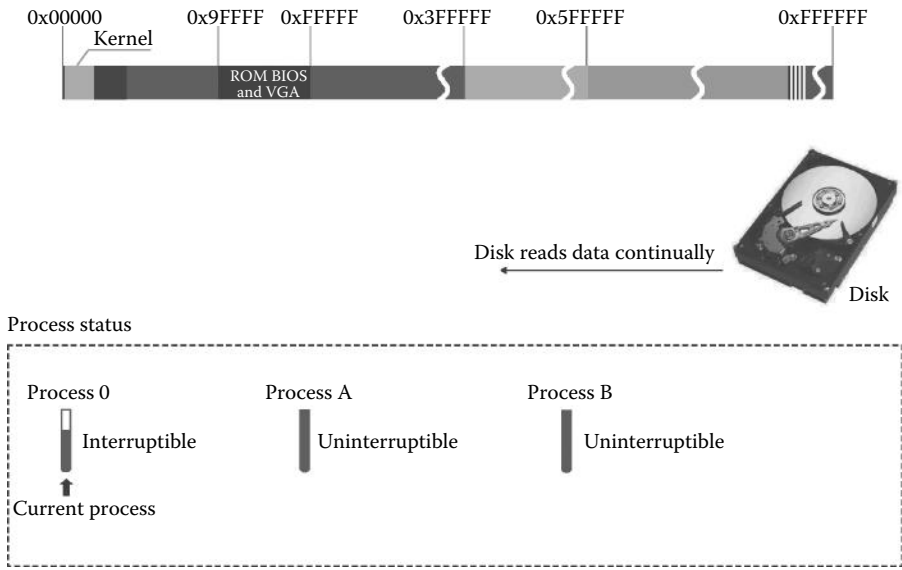 0x00000 0x9FFFF 0xFFFFF 0x3FFFFF 0x5FFFFF 0xFFFFFF
Kernel
ROM BIOS
and VGA
Disk reads data continually
Disk
Process status
Process 0 Process A Process B
Interruptible Uninterruptible Uninterruptible
Current process